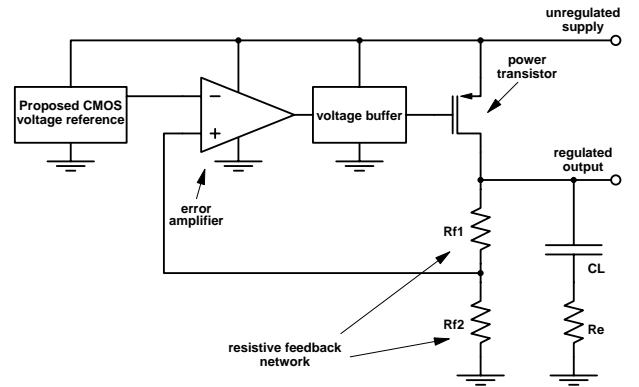 unregulated
supply
power
transistor
Proposed CMOS
voltage reference
−
+
voltage buffer
error
amplifier
regulated
output
Rf1
CL
Rf2
Re
resistive feedback
network